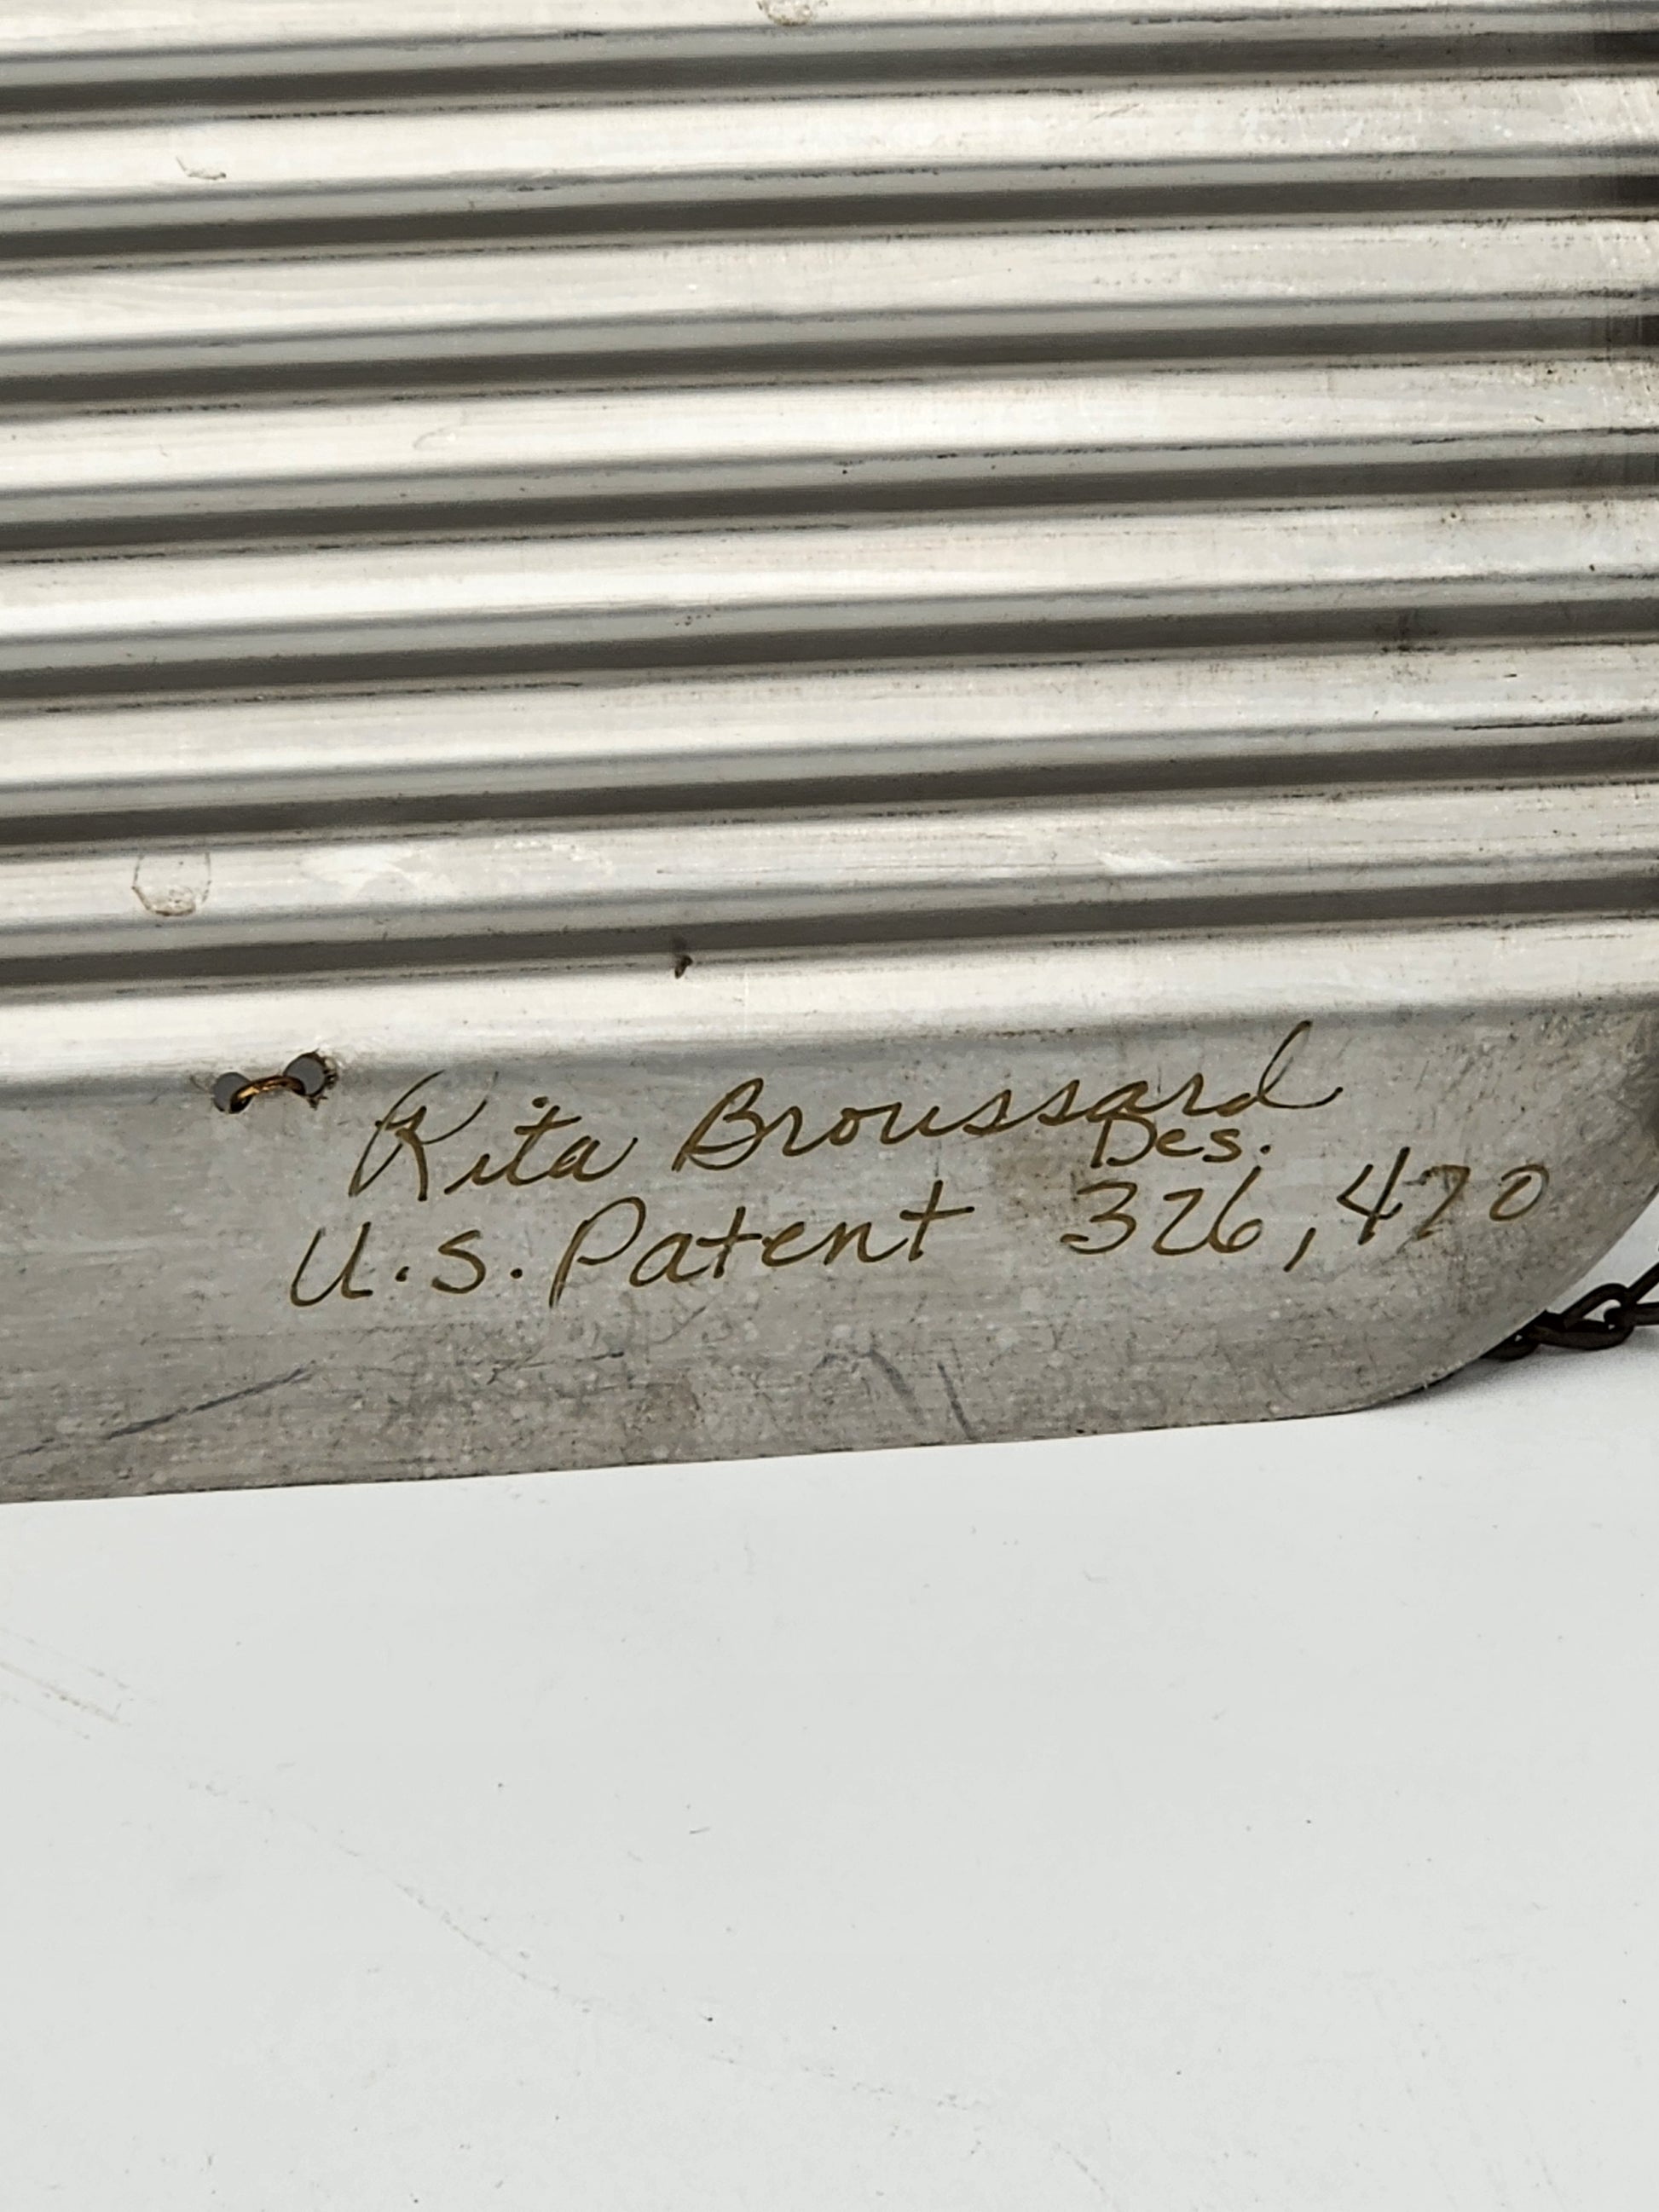 Rita Broussard
Des.
U.S. Patent 326,470